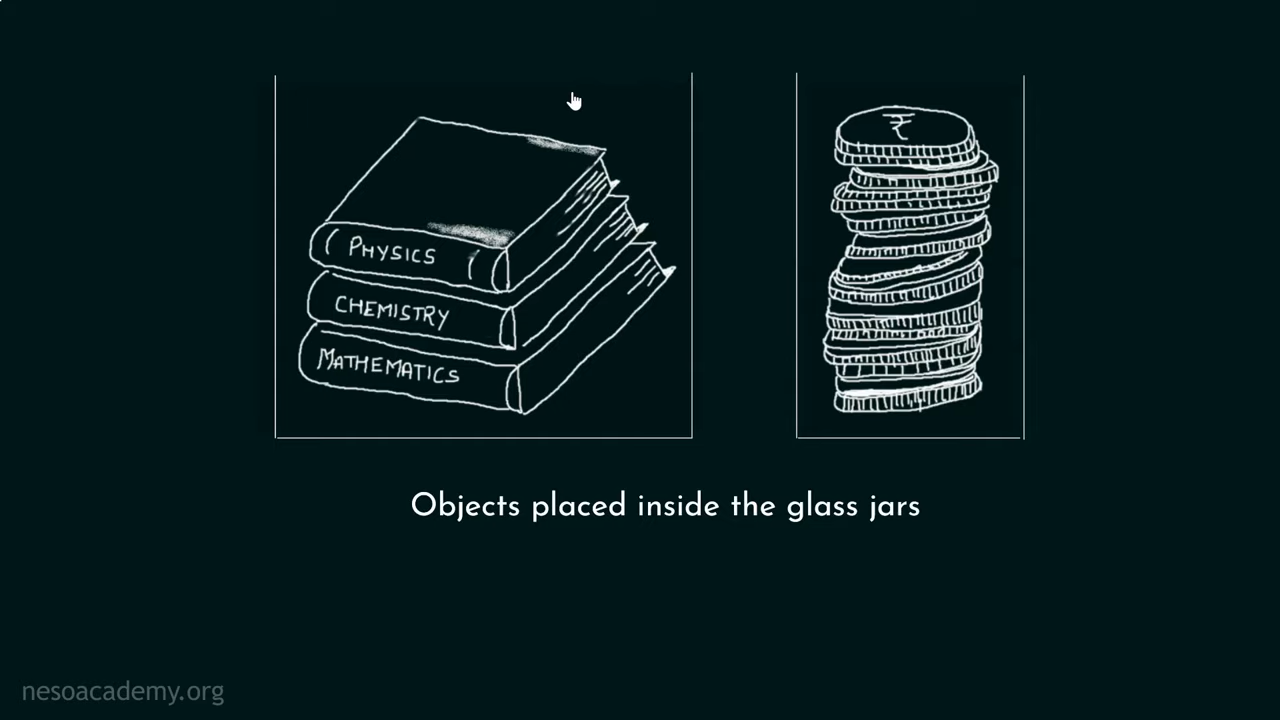 PHYSICS
CHEMISTRY
MATHEMATICS
₹
Objects placed inside the glass jars
nesoacademy.org